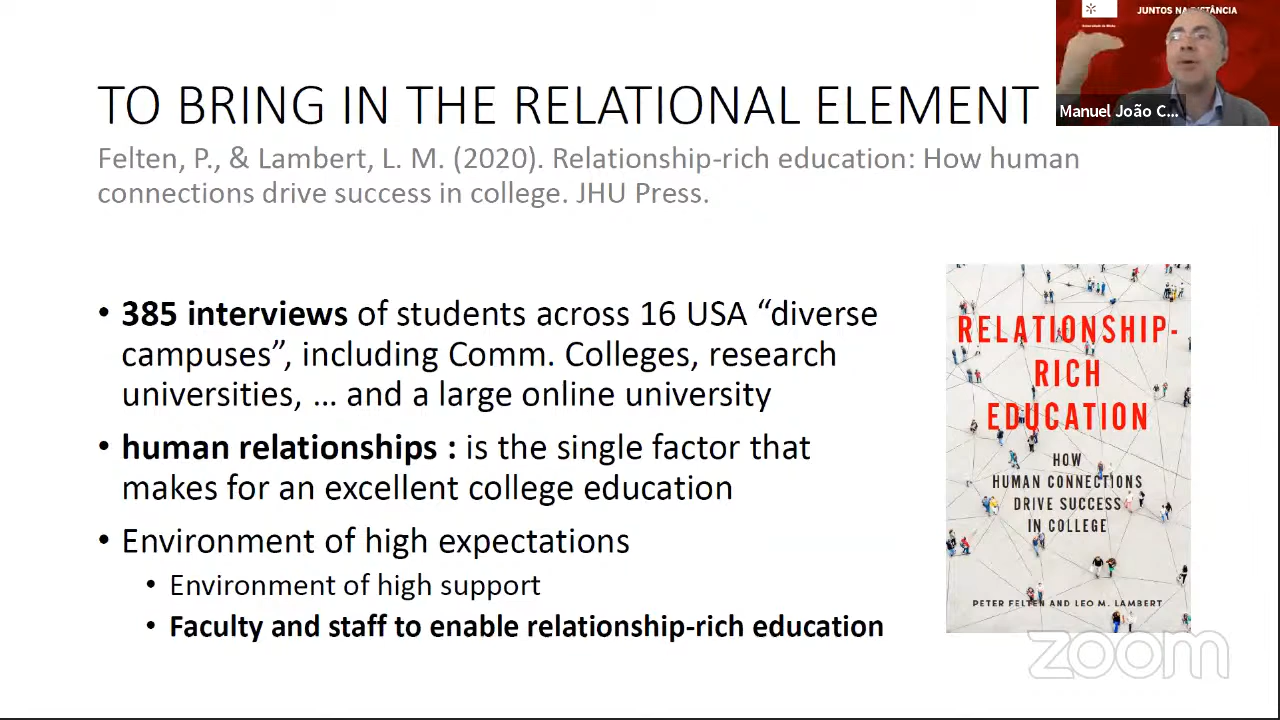 JUNTOS NA DISTÂNCIA
Manuel João C...
TO BRING IN THE RELATIONAL ELEMENT
Felten, P., & Lambert, L. M. (2020). Relationship-rich education: How human
connections drive success in college. JHU Press.
• 385 interviews of students across 16 USA “diverse
campuses”, including Comm. Colleges, research
universities, ... and a large online university
• human relationships : is the single factor that
makes for an excellent college education
• Environment of high expectations
• Environment of high support
• Faculty and staff to enable relationship-rich education
RELATIONSHIP-
RICH
EDUCATION
HOW
HUMAN CONNECTIONS
DRIVE SUCCESS
IN COLLEGE
PETER FELTEN AND LEO M. LAMBERT
zoom